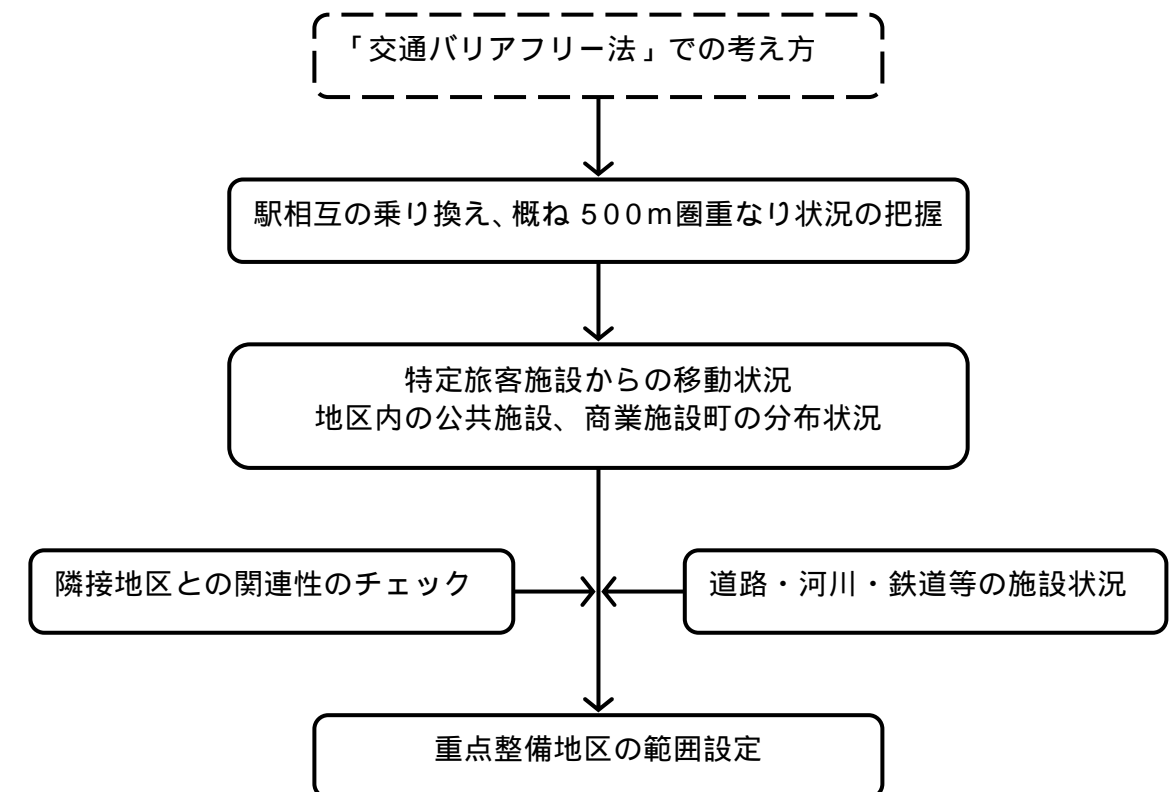 「交通バリアフリー法」での考え方
駅相互の乗り換え、概ね 500m圏重なり状況の把握
特定旅客施設からの移動状況
地区内の公共施設、商業施設町の分布状況
隣接地区との関連性のチェック
道路・河川・鉄道等の施設状況
重点整備地区の範囲設定